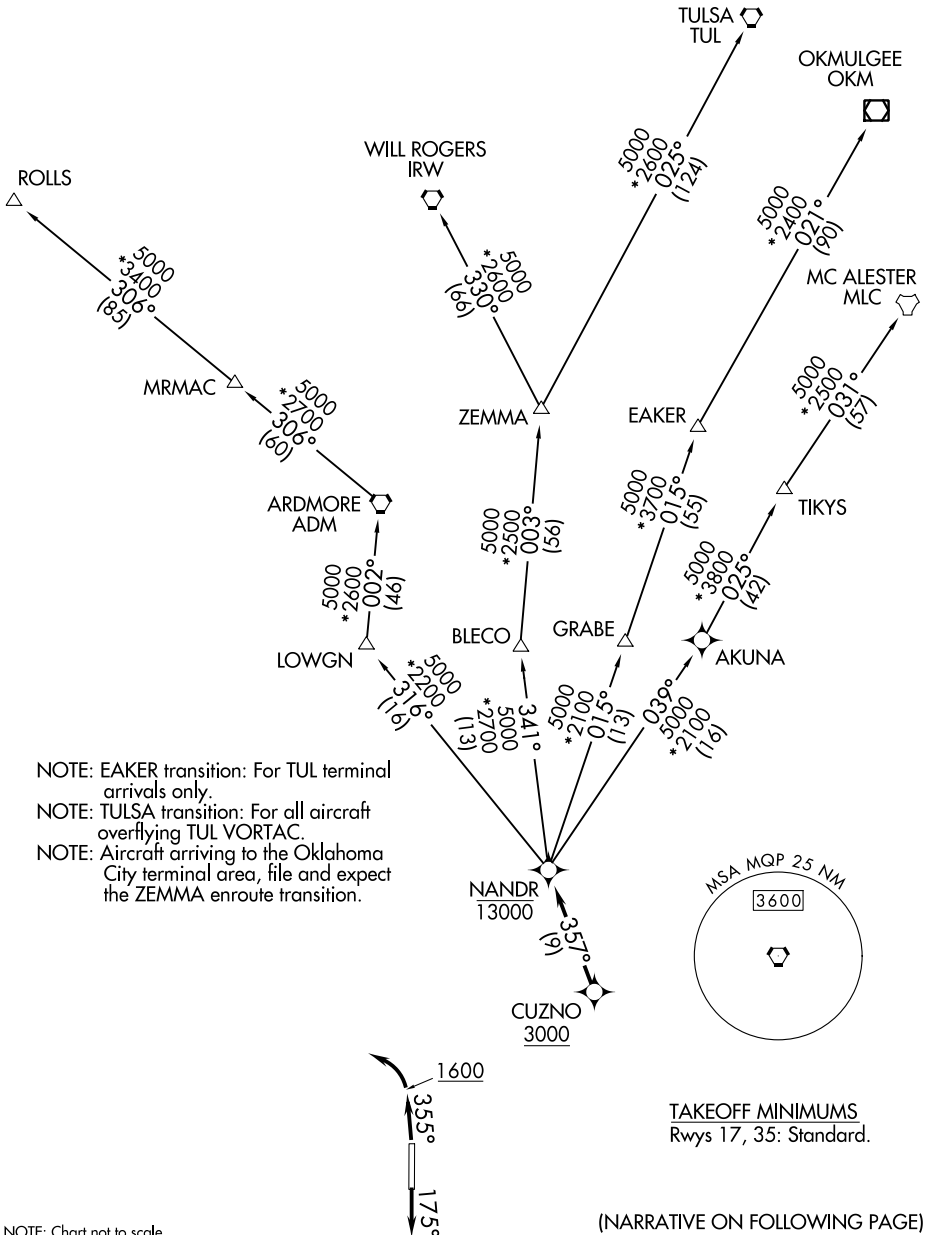 TULSA
TUL
OKMULGEE
OKM
WILL ROGERS
IRW
ROLLS
5000
*2600
025°
(124)
5000
*2400
021°
(90)
5000
*2600
330°
(66)
MC ALESTER
MLC
5000
*3400
306°
(85)
MRMAC
5000
*2700
306°
(60)
ZEMMA
EAKER
5000
*2500
031°
(57)
ARDMORE
ADM
5000
*2500
003°
(56)
5000
*3700
015°
(55)
TIKYS
5000
*2600
002°
(46)
5000
*3800
025°
(42)
LOWGN
BLECO
GRABE
AKUNA
5000
*2200
316°
(16)
341°
5000
*2700
(13)
5000
*2100
015°
(13)
039°
5000
*2100
(16)
NOTE: EAKER transition: For TUL terminal
arrivals only.
NOTE: TULSA transition: For all aircraft
overflying TUL VORTAC.
NOTE: Aircraft arriving to the Oklahoma
City terminal area, file and expect
the ZEMMA enroute transition.
NANDR
13000
357°
(9)
MSA MQP 25 NM
3600
CUZNO
3000
1600
355°
175°
TAKEOFF MINIMUMS
Rwys 17, 35: Standard.
NOTE: Chart not to scale.
(NARRATIVE ON FOLLOWING PAGE)